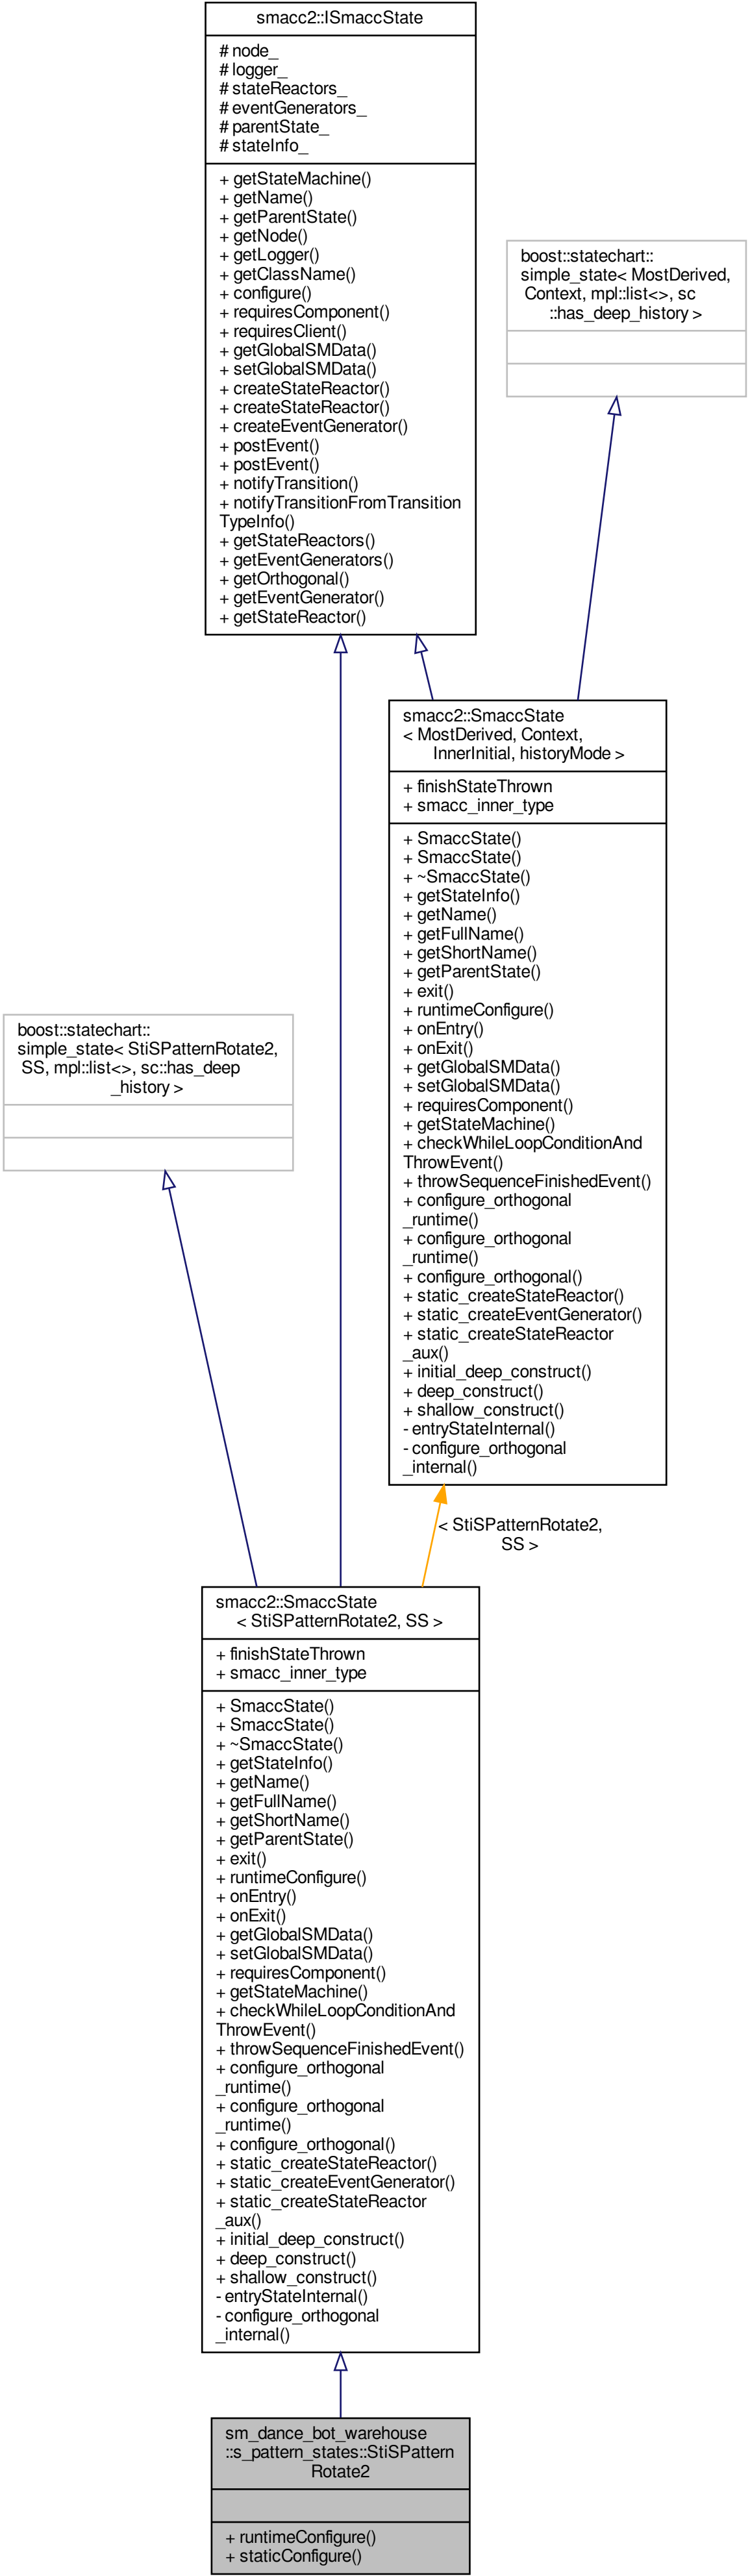 smacc2::ISmaccState
# node_
# logger_
# stateReactors_
# eventGenerators_
# parentState_
# stateInfo_
+ getStateMachine()
+ getName()
+ getParentState()
+ getNode()
+ getLogger()
+ getClassName()
+ configure()
+ requiresComponent()
+ requiresClient()
+ getGlobalSMData()
+ setGlobalSMData()
+ createStateReactor()
+ createStateReactor()
+ createEventGenerator()
+ postEvent()
+ postEvent()
+ notifyTransition()
+ notifyTransitionFromTransition
TypeInfo()
+ getStateReactors()
+ getEventGenerators()
+ getOrthogonal()
+ getEventGenerator()
+ getStateReactor()
boost::statechart::
simple_state< MostDerived,
Context, mpl::list<>, sc
::has_deep_history >
smacc2::SmaccState
< MostDerived, Context,
InnerInitial, historyMode >
+ finishStateThrown
+ smacc_inner_type
+ SmaccState()
+ SmaccState()
+ ~SmaccState()
+ getStateInfo()
+ getName()
+ getFullName()
+ getShortName()
+ getParentState()
+ exit()
+ runtimeConfigure()
+ onEntry()
+ onExit()
+ getGlobalSMData()
+ setGlobalSMData()
+ requiresComponent()
+ getStateMachine()
+ checkWhileLoopConditionAnd
ThrowEvent()
+ throwSequenceFinishedEvent()
+ configure_orthogonal
_runtime()
+ configure_orthogonal
_runtime()
+ configure_orthogonal()
+ static_createStateReactor()
+ static_createEventGenerator()
+ static_createStateReactor
_aux()
+ initial_deep_construct()
+ deep_construct()
+ shallow_construct()
- entryStateInternal()
- configure_orthogonal
_internal()
boost::statechart::
simple_state< StiSPatternRotate2,
SS, mpl::list<>, sc::has_deep
_history >
< StiSPatternRotate2,
SS >
smacc2::SmaccState
< StiSPatternRotate2, SS >
+ finishStateThrown
+ smacc_inner_type
+ SmaccState()
+ SmaccState()
+ ~SmaccState()
+ getStateInfo()
+ getName()
+ getFullName()
+ getShortName()
+ getParentState()
+ exit()
+ runtimeConfigure()
+ onEntry()
+ onExit()
+ getGlobalSMData()
+ setGlobalSMData()
+ requiresComponent()
+ getStateMachine()
+ checkWhileLoopConditionAnd
ThrowEvent()
+ throwSequenceFinishedEvent()
+ configure_orthogonal
_runtime()
+ configure_orthogonal
_runtime()
+ configure_orthogonal()
+ static_createStateReactor()
+ static_createEventGenerator()
+ static_createStateReactor
_aux()
+ initial_deep_construct()
+ deep_construct()
+ shallow_construct()
- entryStateInternal()
- configure_orthogonal
_internal()
sm_dance_bot_warehouse
::s_pattern_states::StiSPattern
Rotate2
+ runtimeConfigure()
+ staticConfigure()